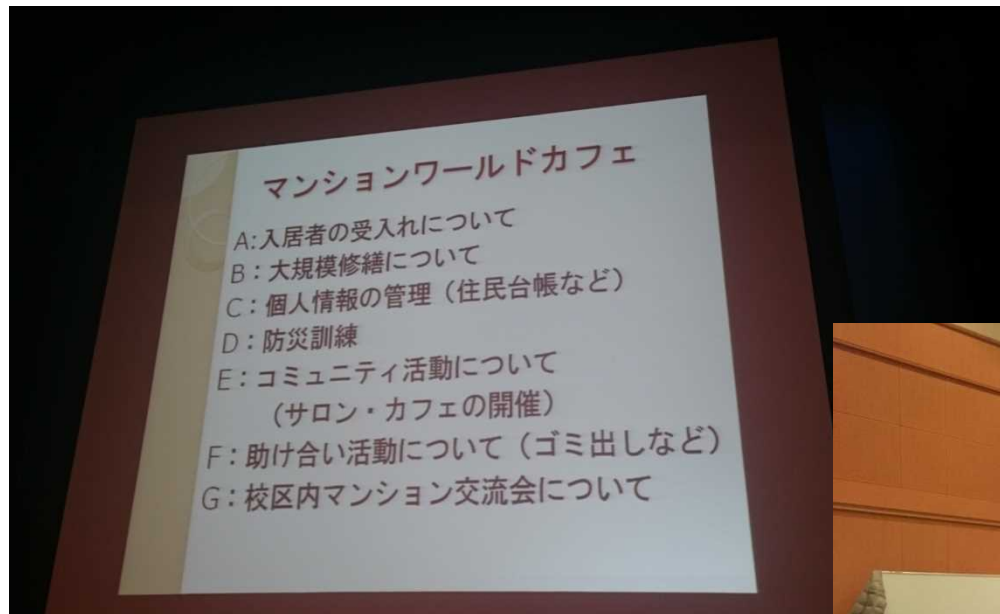 マンションワールドカフェ
A:入居者の受入れについて
B：大規模修繕について
C：個人情報の管理（住民台帳など）
D：防災訓練
E：コミュニティ活動について
（サロン・カフェの開催）
F：助け合い活動について（ゴミ出しなど）
G：校区内マンション交流会について